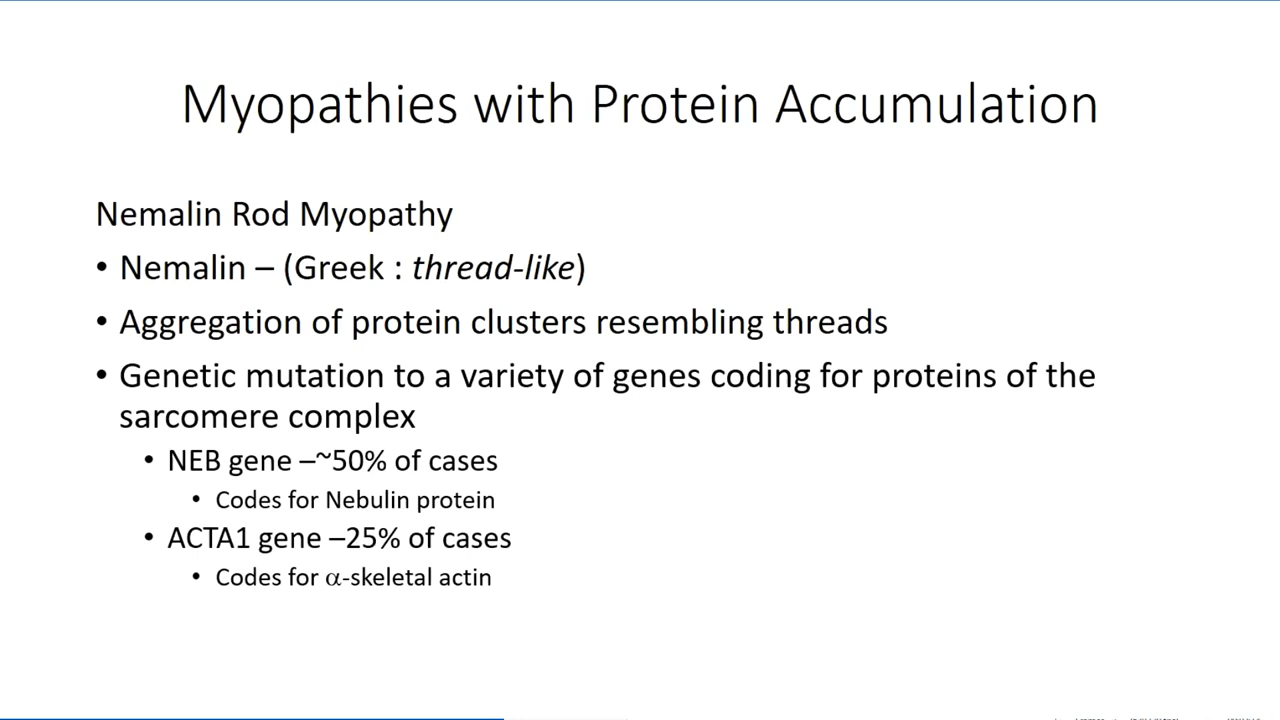 Myopathies with Protein Accumulation
Nemalin Rod Myopathy
• Nemalin – (Greek : thread-like)
• Aggregation of protein clusters resembling threads
• Genetic mutation to a variety of genes coding for proteins of the
sarcomere complex
• NEB gene –~50% of cases
• Codes for Nebulin protein
• ACTA1 gene –25% of cases
• Codes for α-skeletal actin